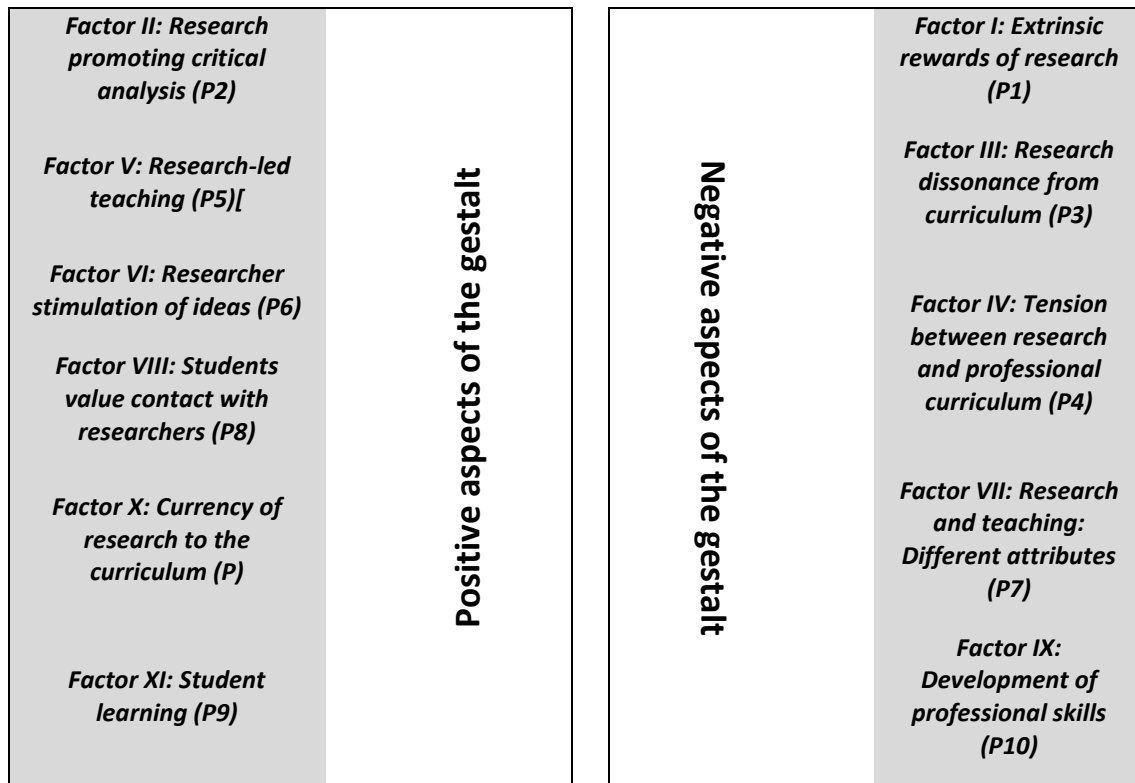 Factor II: Research
promoting critical
analysis (P2)
Factor V: Research-led
teaching (P5)[
Factor VI: Researcher
stimulation of ideas (P6)
Factor VIII: Students
value contact with
researchers (P8)
Factor X: Currency of
research to the
curriculum (P)
Factor XI: Student
learning (P9)
Positive aspects of the gestalt
Negative aspects of the gestalt
Factor I: Extrinsic
rewards of research
(P1)
Factor III: Research
dissonance from
curriculum (P3)
Factor IV: Tension
between research
and professional
curriculum (P4)
Factor VII: Research
and teaching:
Different attributes
(P7)
Factor IX:
Development of
professional skills
(P10)